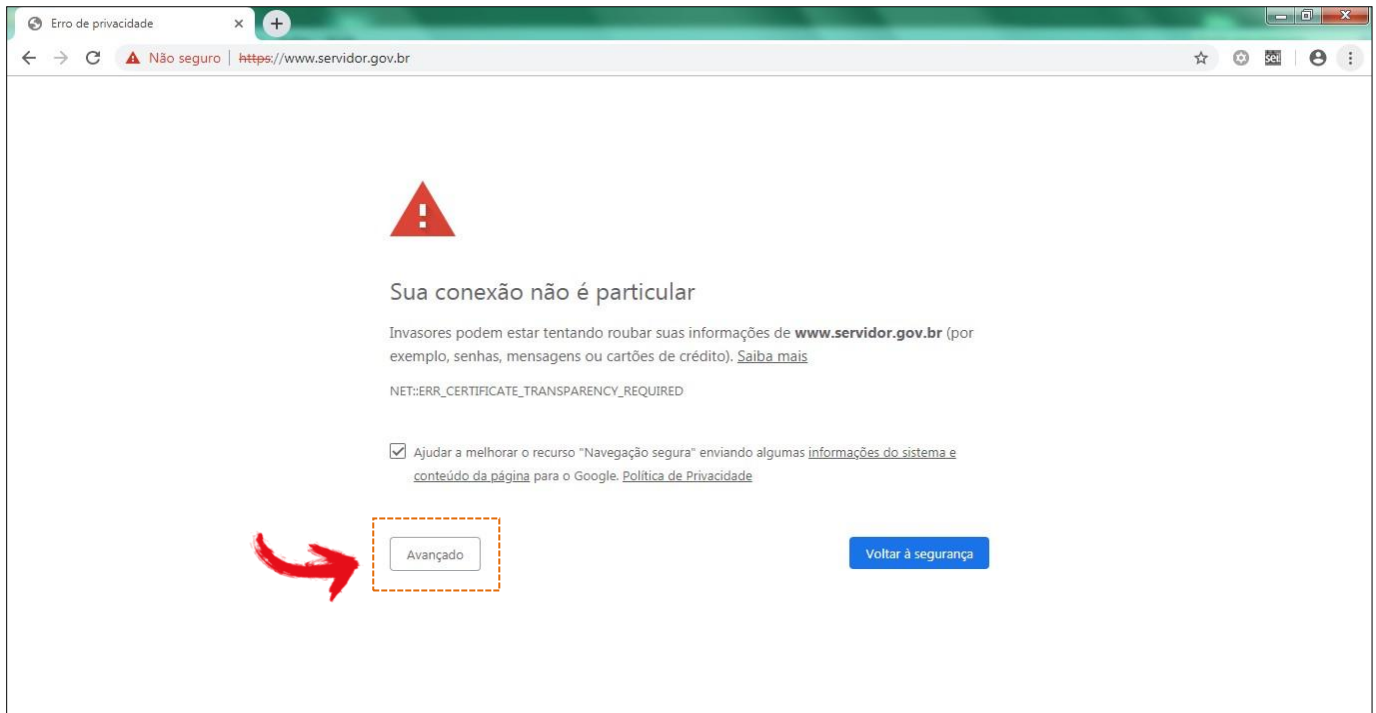 Erro de privacidade
Não seguro | https://www.servidor.gov.br
sei!
Sua conexão não é particular
Invasores podem estar tentando roubar suas informações de www.servidor.gov.br (por
exemplo, senhas, mensagens ou cartões de crédito). Saiba mais
NET::ERR_CERTIFICATE_TRANSPARENCY_REQUIRED
Ajudar a melhorar o recurso "Navegação segura" enviando algumas informações do sistema e
conteúdo da página para o Google. Política de Privacidade
Avançado
Voltar à segurança